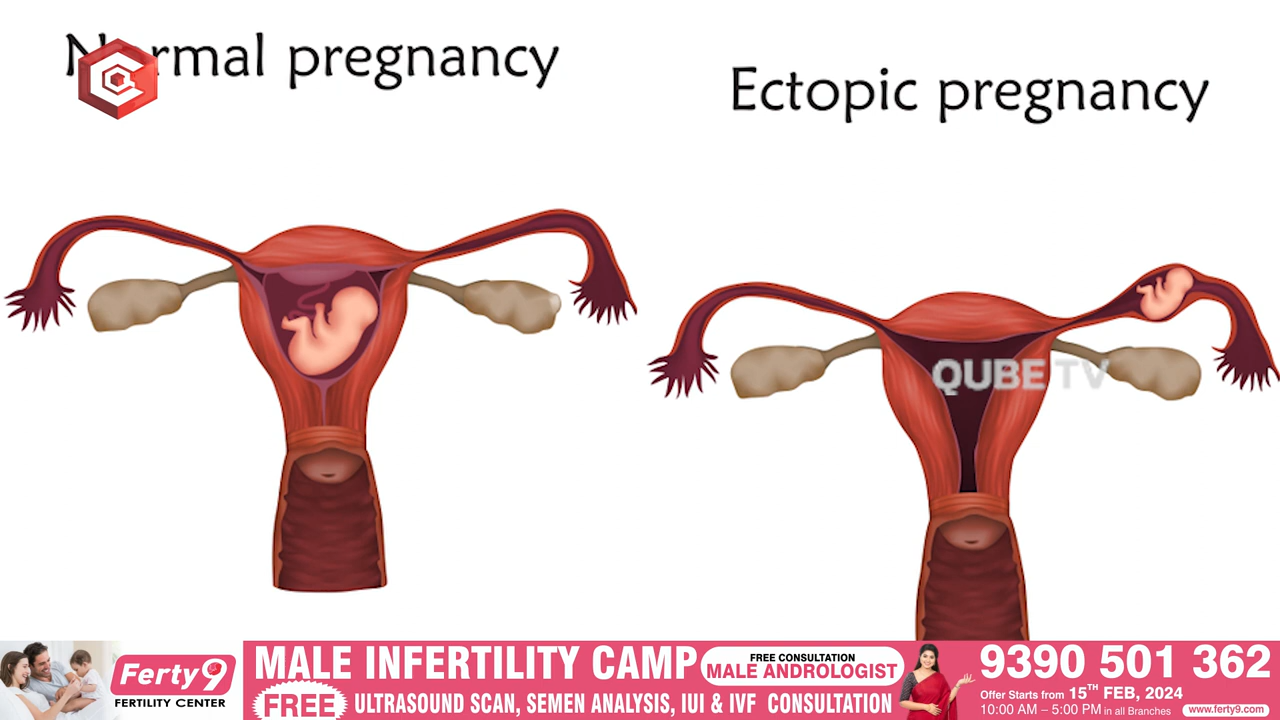 Normal pregnancy
Ectopic pregnancy
QUBE TV
Ferty9
FERTILITY CENTER
MALE INFERTILITY CAMP
FREE CONSULTATION
MALE ANDROLOGIST
FREE
ULTRASOUND SCAN, SEMEN ANALYSIS, IUI & IVF CONSULTATION
9390 501 362
Offer Starts from 15TH FEB, 2024
10:00 AM – 5:00 PM in all Branches
www.ferty9.com